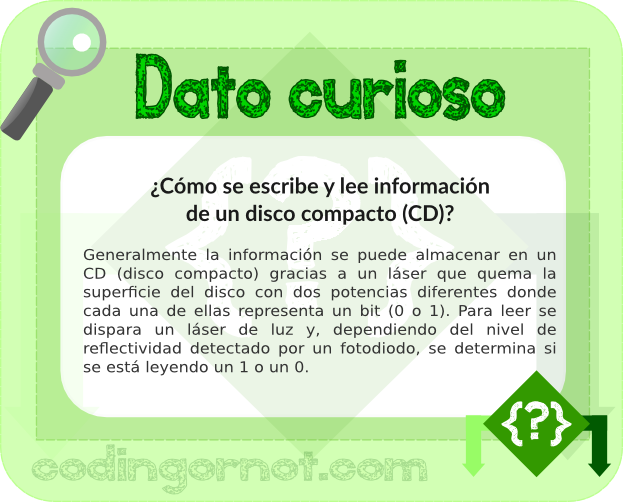 Dato curioso
¿Cómo se escribe y lee información
de un disco compacto (CD)?
Generalmente la información se puede almacenar en un
CD (disco compacto) gracias a un láser que quema la
superficie del disco con dos potencias diferentes donde
cada una de ellas representa un bit (0 o 1). Para leer se
dispara un láser de luz y, dependiendo del nivel de
reflectividad detectado por un fotodiodo, se determina si
se está leyendo un 1 o un 0.
{?}
codingornot.com